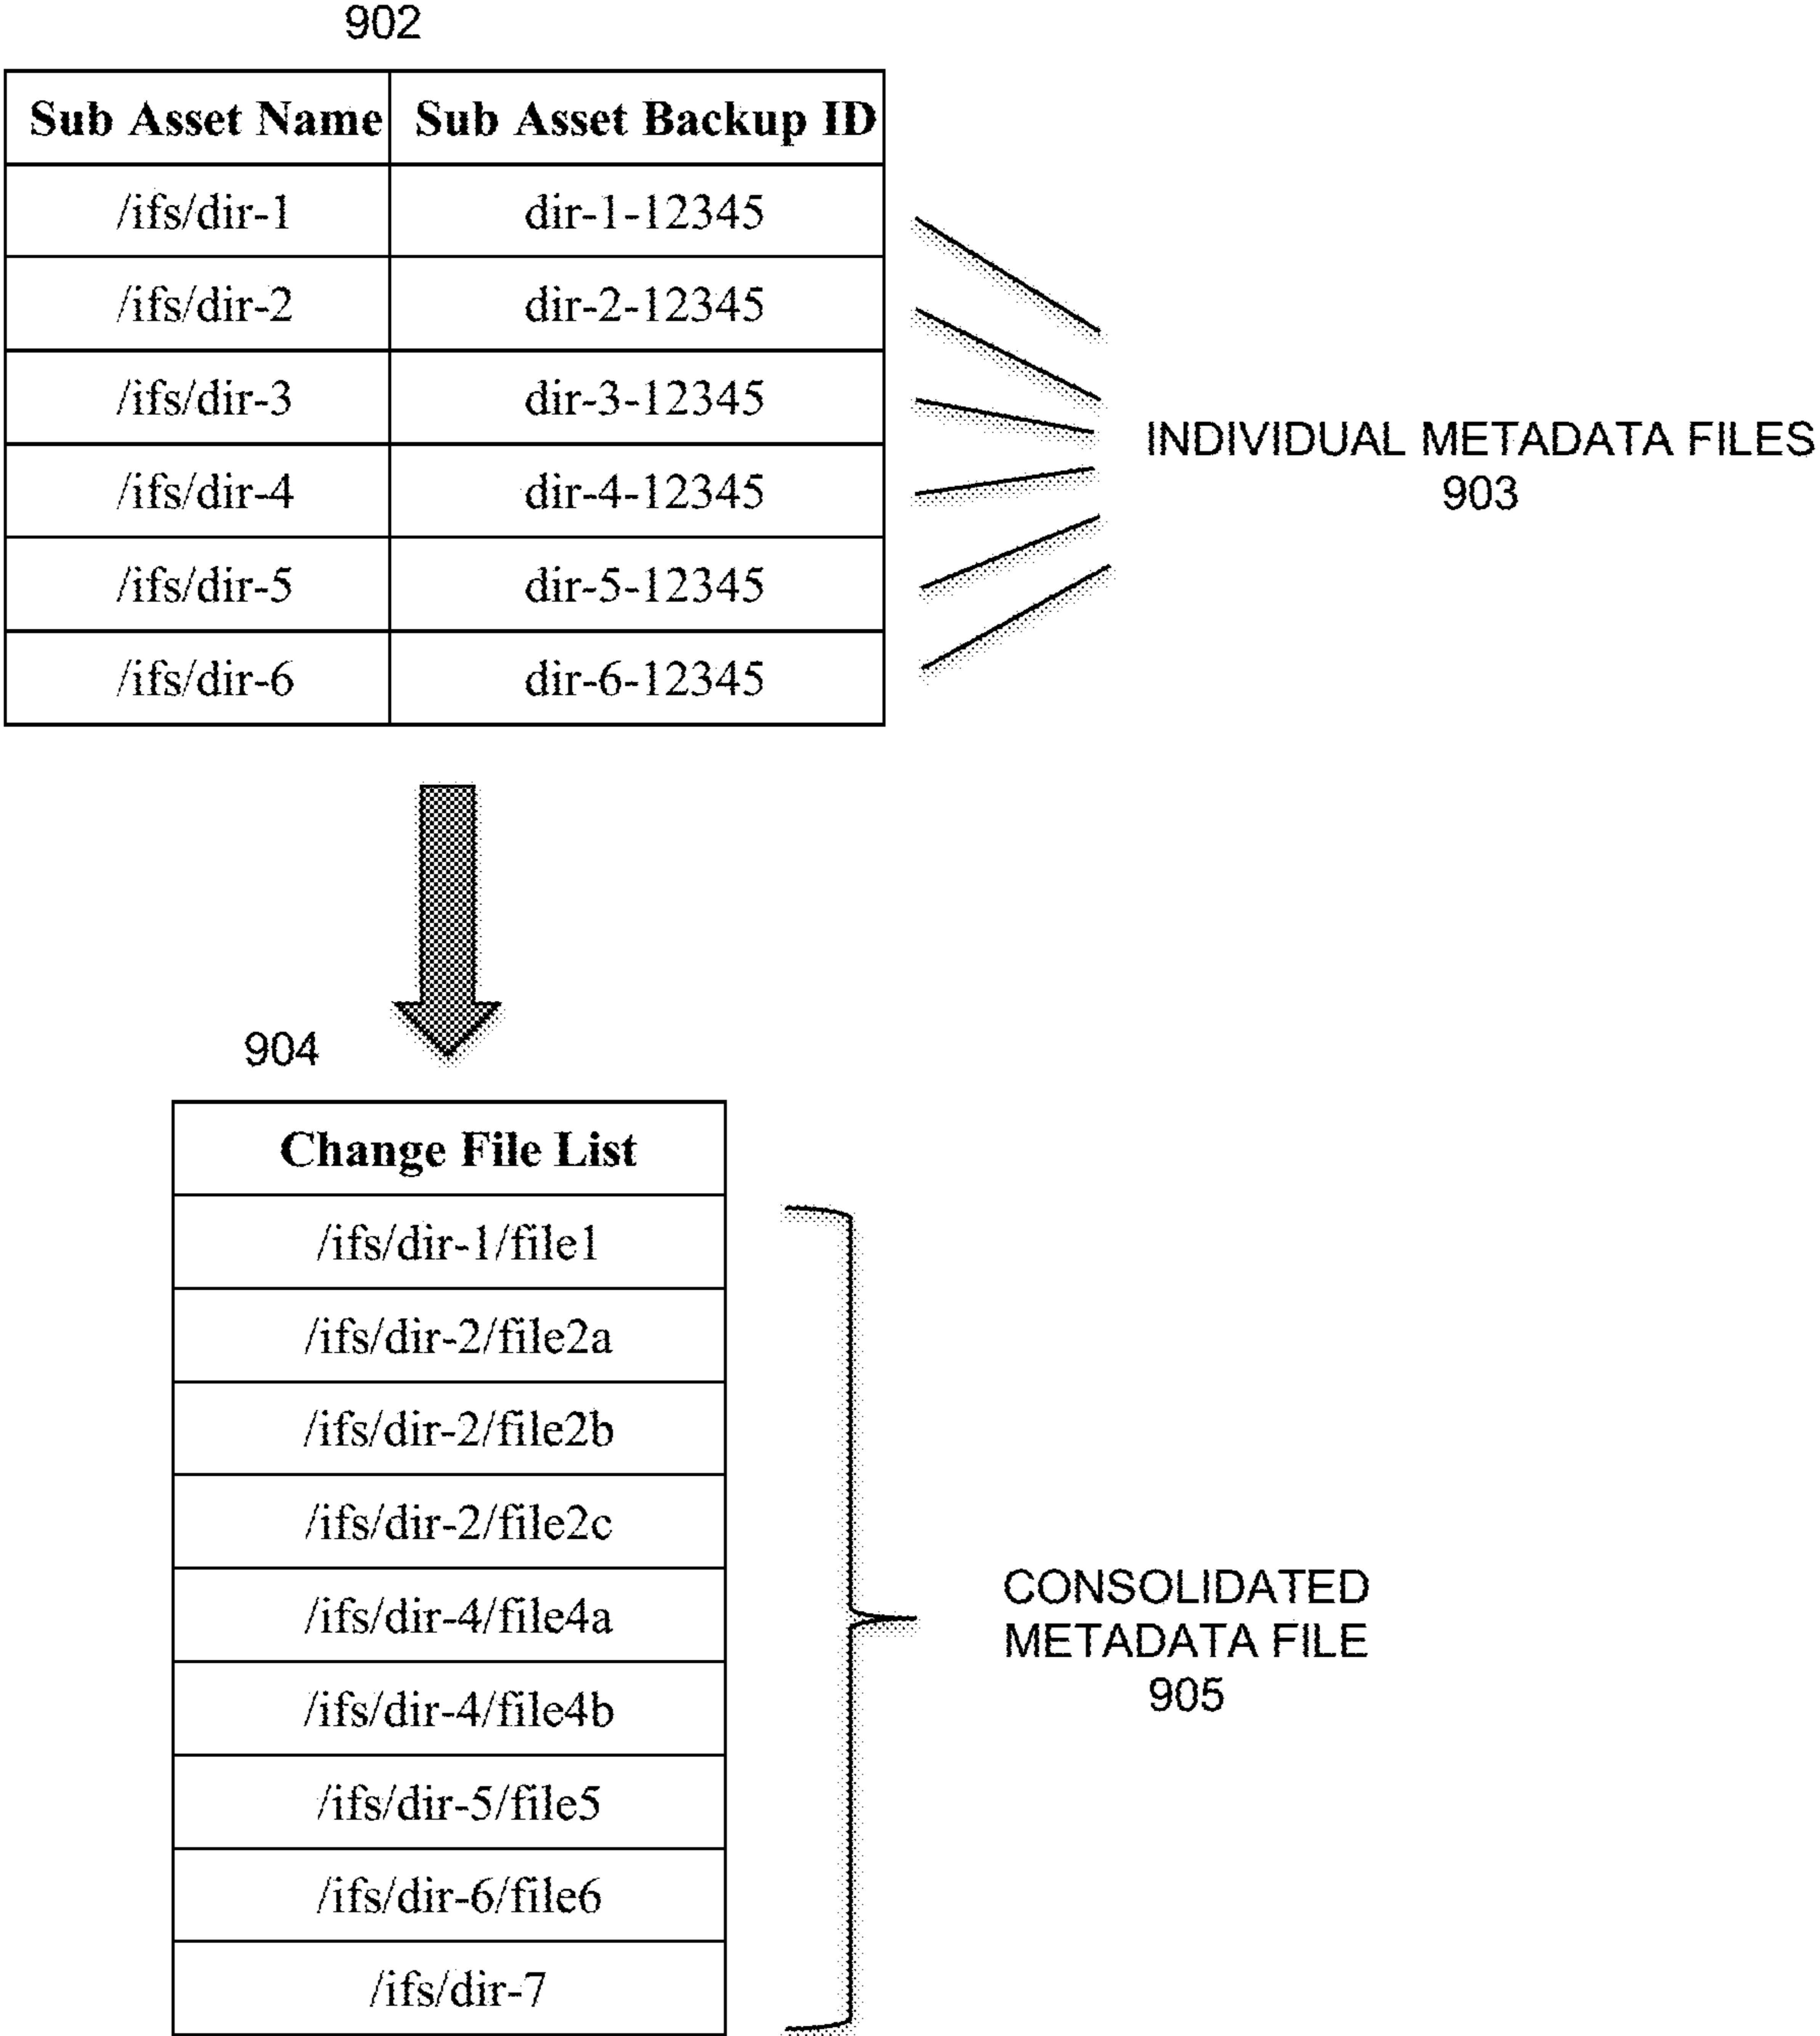 902
Sub Asset Name Sub Asset Backup ID
/ifs/dir-1 dir-1-12345
/ifs/dir-2 dir-2-12345
/ifs/dir-3 dir-3-12345
/ifs/dir-4 dir-4-12345
/ifs/dir-5 dir-5-12345
/ifs/dir-6 dir-6-12345
INDIVIDUAL METADATA FILES
903
904
Change File List
/ifs/dir-1/file1
/ifs/dir-2/file2a
/ifs/dir-2/file2b
/ifs/dir-2/file2c
/ifs/dir-4/file4a
/ifs/dir-4/file4b
/ifs/dir-5/file5
/ifs/dir-6/file6
/ifs/dir-7
CONSOLIDATED
METADATA FILE
905